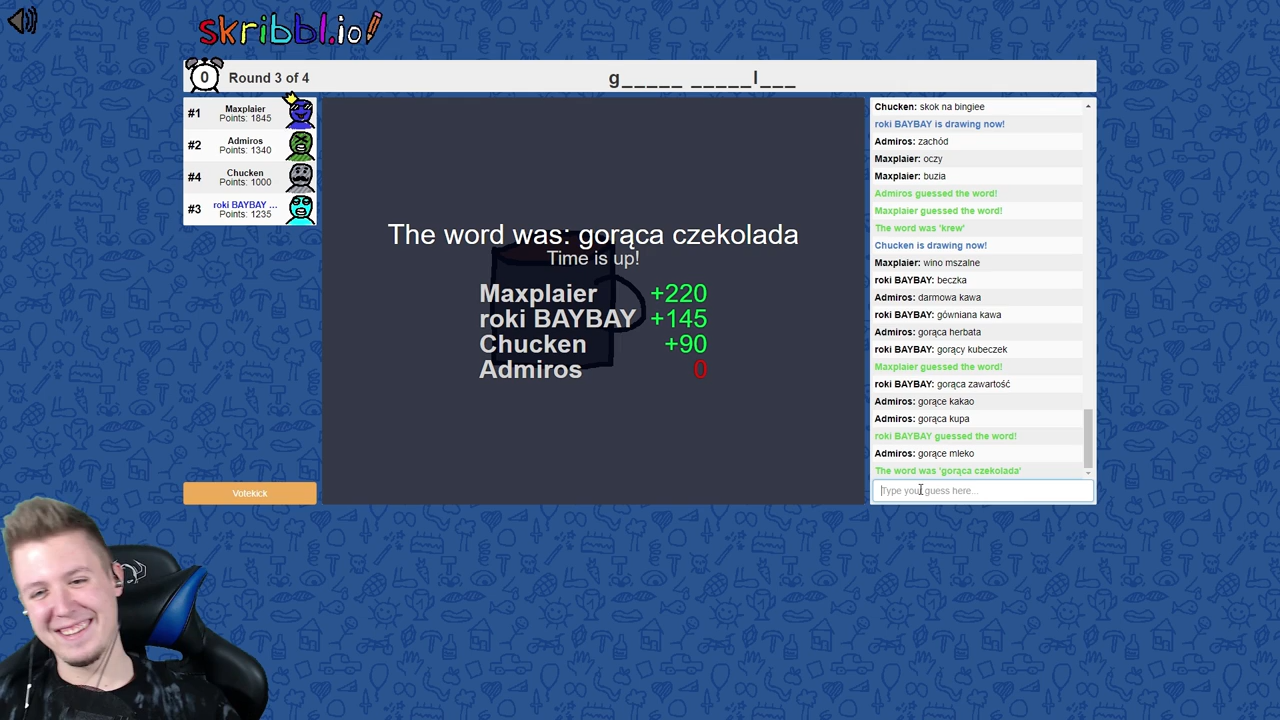 skribbl.io
0
Round 3 of 4
g_____ _____l___
#1
Maxplaier
Points: 1845
#2
Admiros
Points: 1340
#4
Chucken
Points: 1000
#3
roki BAYBAY ...
Points: 1235
Votekick
The word was: gorąca czekolada
Time is up!
Maxplaier +220
roki BAYBAY +145
Chucken +90
Admiros 0
Chucken: skok na bingiee
roki BAYBAY is drawing now!
Admiros: zachód
Maxplaier: oczy
Maxplaier: buzia
Admiros guessed the word!
Maxplaier guessed the word!
The word was 'krew'
Chucken is drawing now!
Maxplaier: wino mszalne
roki BAYBAY: beczka
Admiros: darmowa kawa
roki BAYBAY: gówniana kawa
Admiros: gorąca herbata
roki BAYBAY: gorący kubeczek
Maxplaier guessed the word!
roki BAYBAY: gorąca zawartość
Admiros: gorące kakao
Admiros: gorąca kupa
roki BAYBAY guessed the word!
Admiros: gorące mleko
The word was 'gorąca czekolada'
Type your guess here...